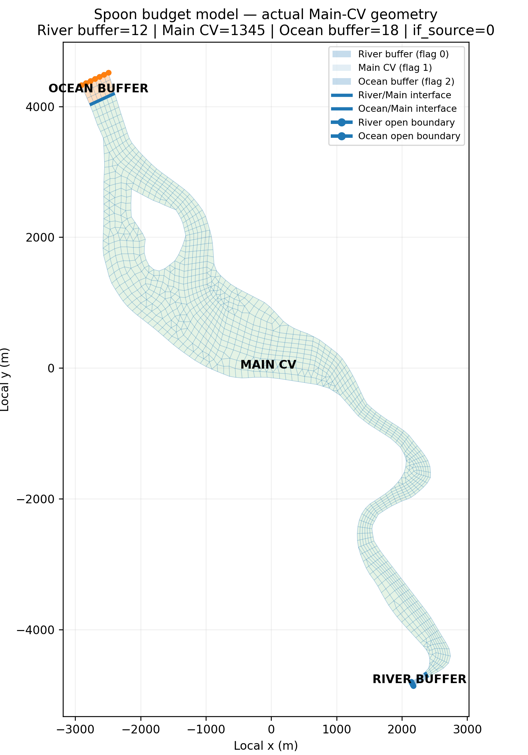 Spoon budget model — actual Main-CV geometry
River buffer=12 | Main CV=1345 | Ocean buffer=18 | if_source=0
River buffer (flag 0)
Main CV (flag 1)
Ocean buffer (flag 2)
River/Main interface
Ocean/Main interface
River open boundary
Ocean open boundary
OCEAN BUFFER
MAIN CV
RIVER BUFFER
4000
2000
0
−2000
−4000
Local y (m)
−3000 −2000 −1000 0 1000 2000 3000
Local x (m)